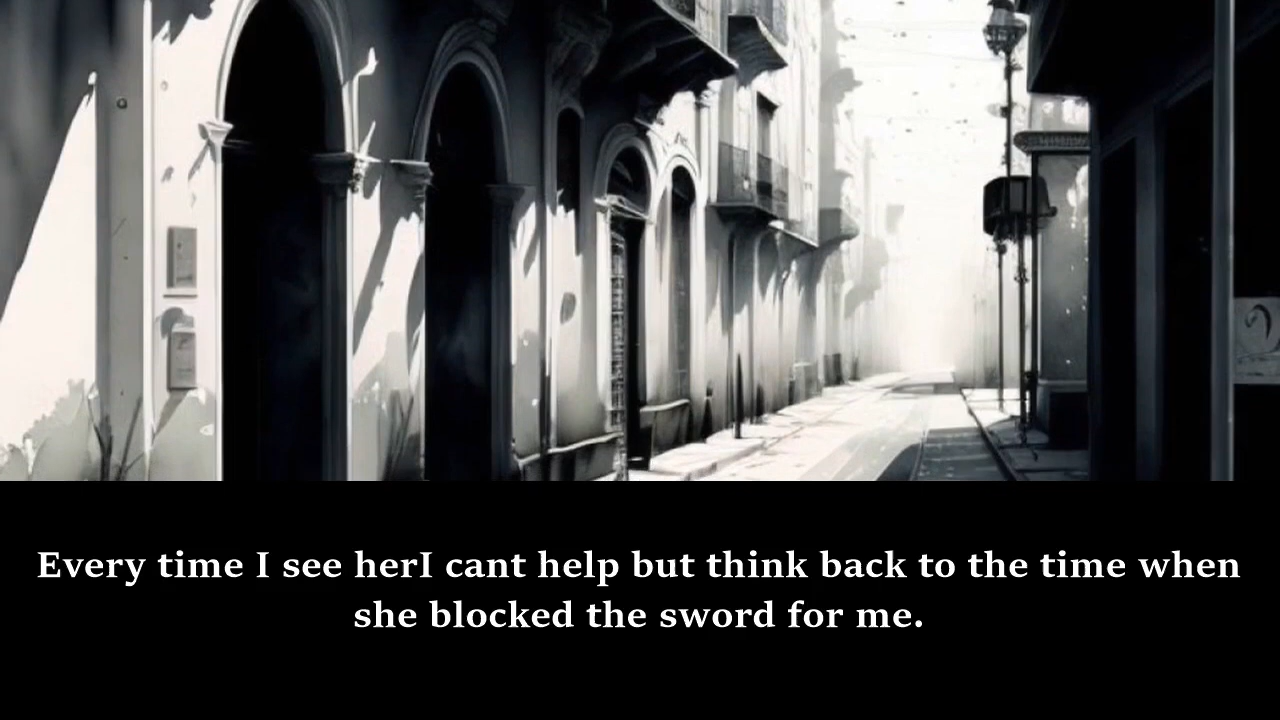 Every time I see herI cant help but think back to the time when
she blocked the sword for me.